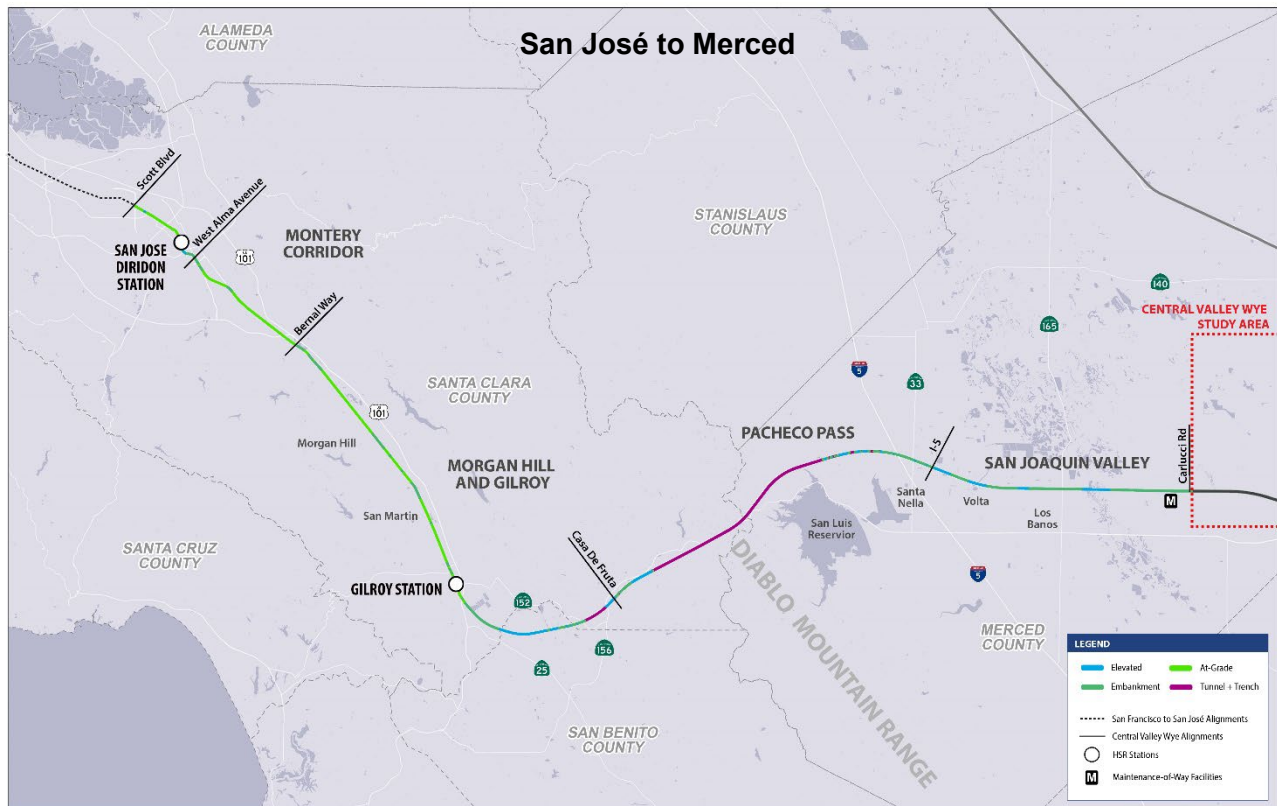 San José to Merced
ALAMEDA
COUNTY
Scott Blvd
West Alma Avenue
SAN JOSE
DIRIDON
STATION
US
101
MONTERY
CORRIDOR
Bernal Way
STANISLAUS
COUNTY
140
CENTRAL VALLEY WYE
STUDY AREA
165
SANTA CLARA
COUNTY
US
101
5
33
Morgan Hill
MORGAN HILL
AND GILROY
PACHECO PASS
I-5
SAN JOAQUIN VALLEY
Carlucci Rd
San Martin
Santa
Nella
Volta
M
Los
Banos
San Luis
Reservior
SANTA CRUZ
COUNTY
Casa De Fruta
DIABLO MOUNTAIN RANGE
GILROY STATION
152
5
156
25
MERCED
COUNTY
SAN BENITO
COUNTY
LEGEND
Elevated
At-Grade
Embankment
Tunnel + Trench
San Francisco to San José Alignments
Central Valley Wye Alignments
HSR Stations
M Maintenance-of-Way Facilities